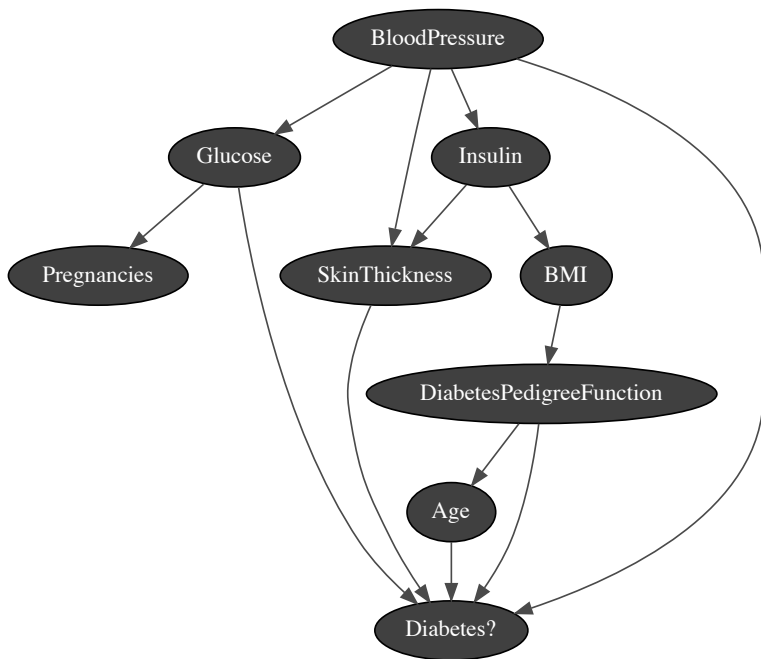 BloodPressure
Glucose
Insulin
Pregnancies
SkinThickness
BMI
DiabetesPedigreeFunction
Age
Diabetes?